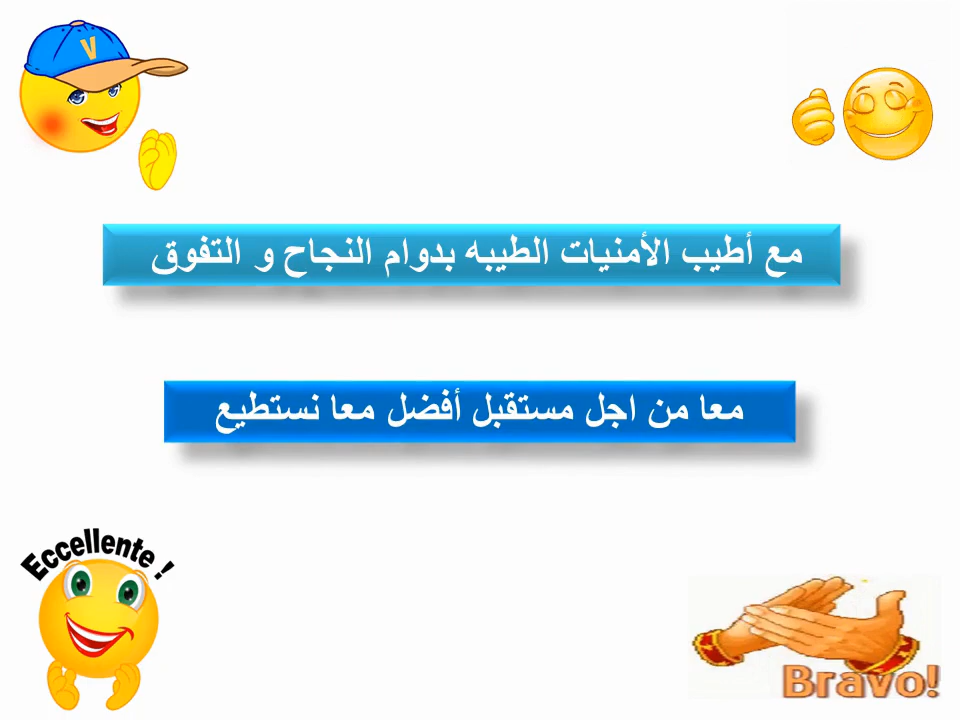 V
مع أطيب الأمنيات الطيبه بدوام النجاح و التفوق
معا من اجل مستقبل أفضل معا نستطيع
Eccellente !
Bravo!